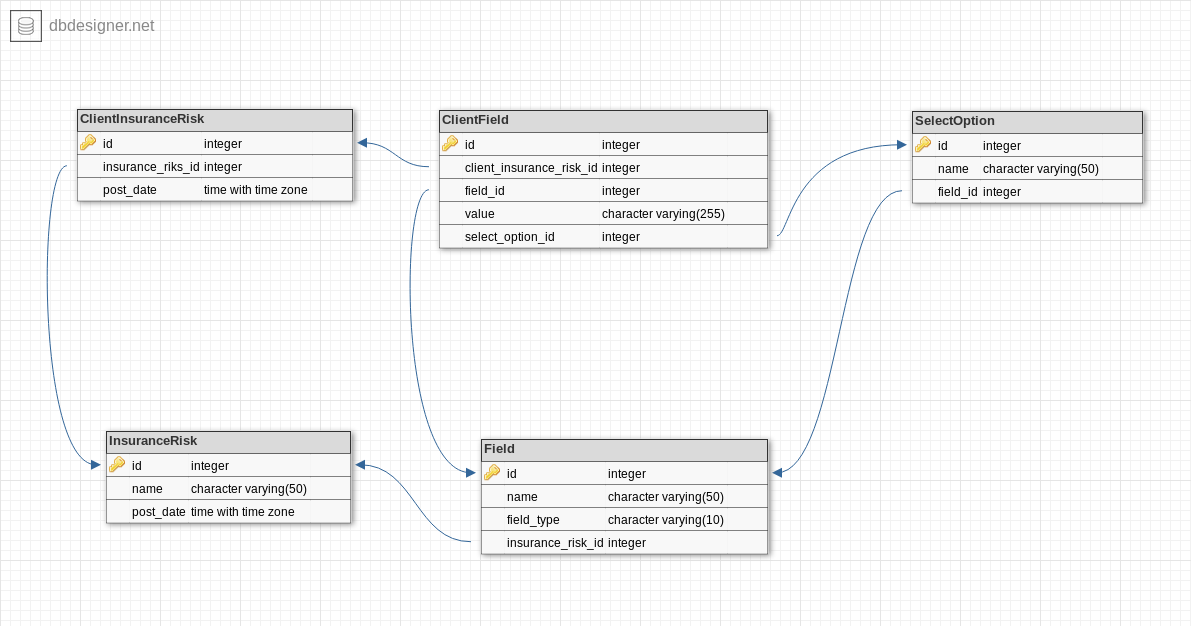 dbdesigner.net
ClientInsuranceRisk
id integer
insurance_riks_id integer
post_date time with time zone
ClientField
id integer
client_insurance_risk_id integer
field_id integer
value character varying(255)
select_option_id integer
SelectOption
id integer
name character varying(50)
field_id integer
InsuranceRisk
id integer
name character varying(50)
post_date time with time zone
Field
id integer
name character varying(50)
field_type character varying(10)
insurance_risk_id integer